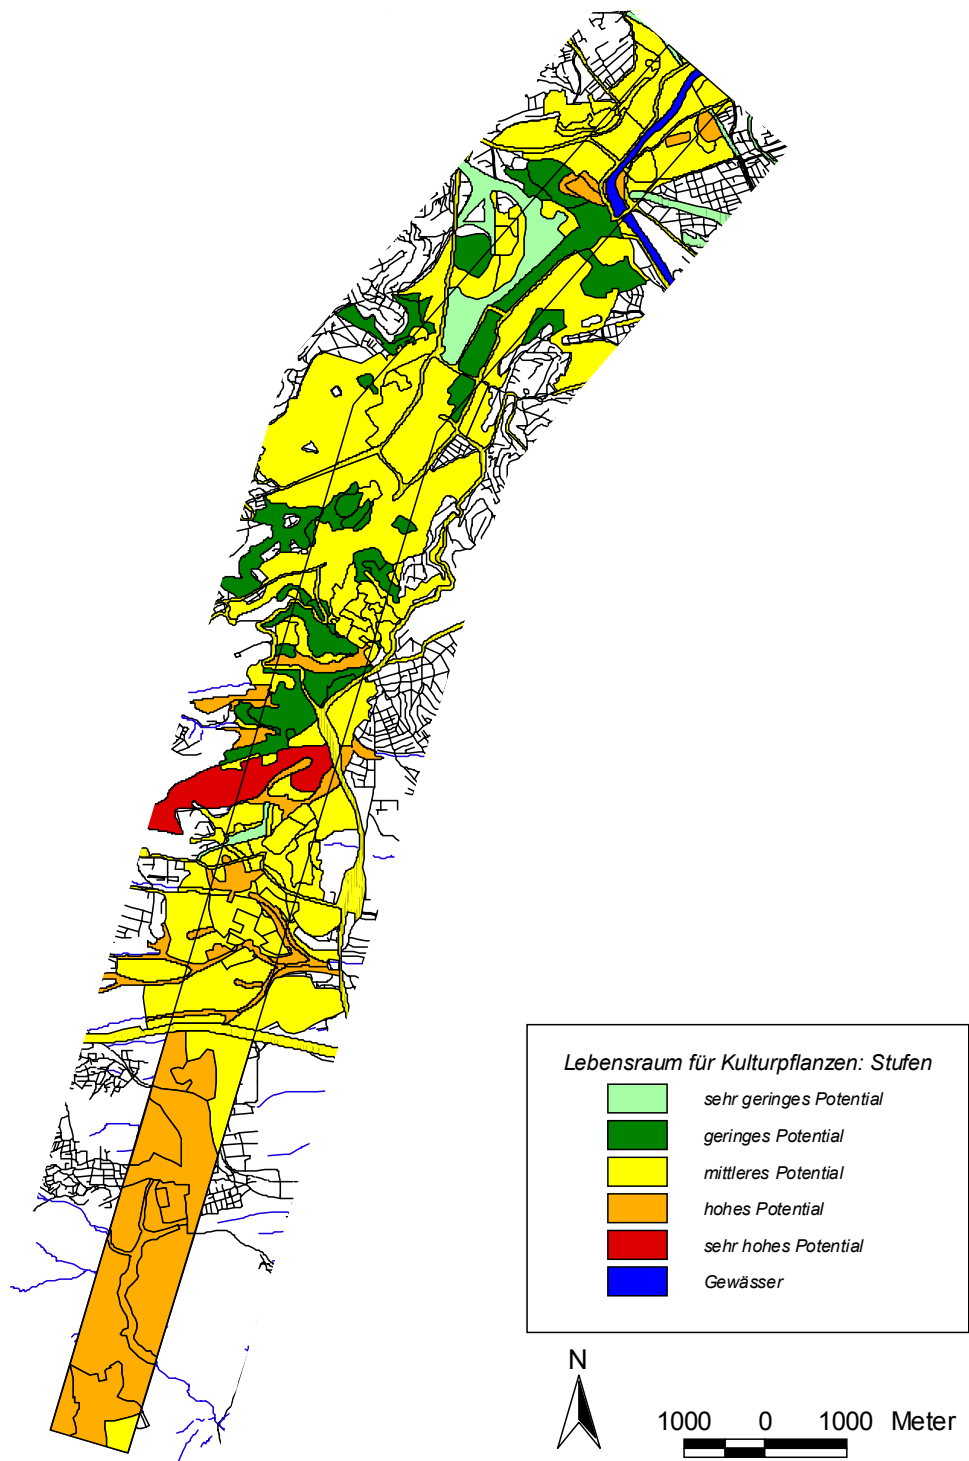 Lebensraum für Kulturpflanzen: Stufen
sehr geringes Potential
geringes Potential
mittleres Potential
hohes Potential
sehr hohes Potential
Gewässer
N
1000 0 1000 Meter